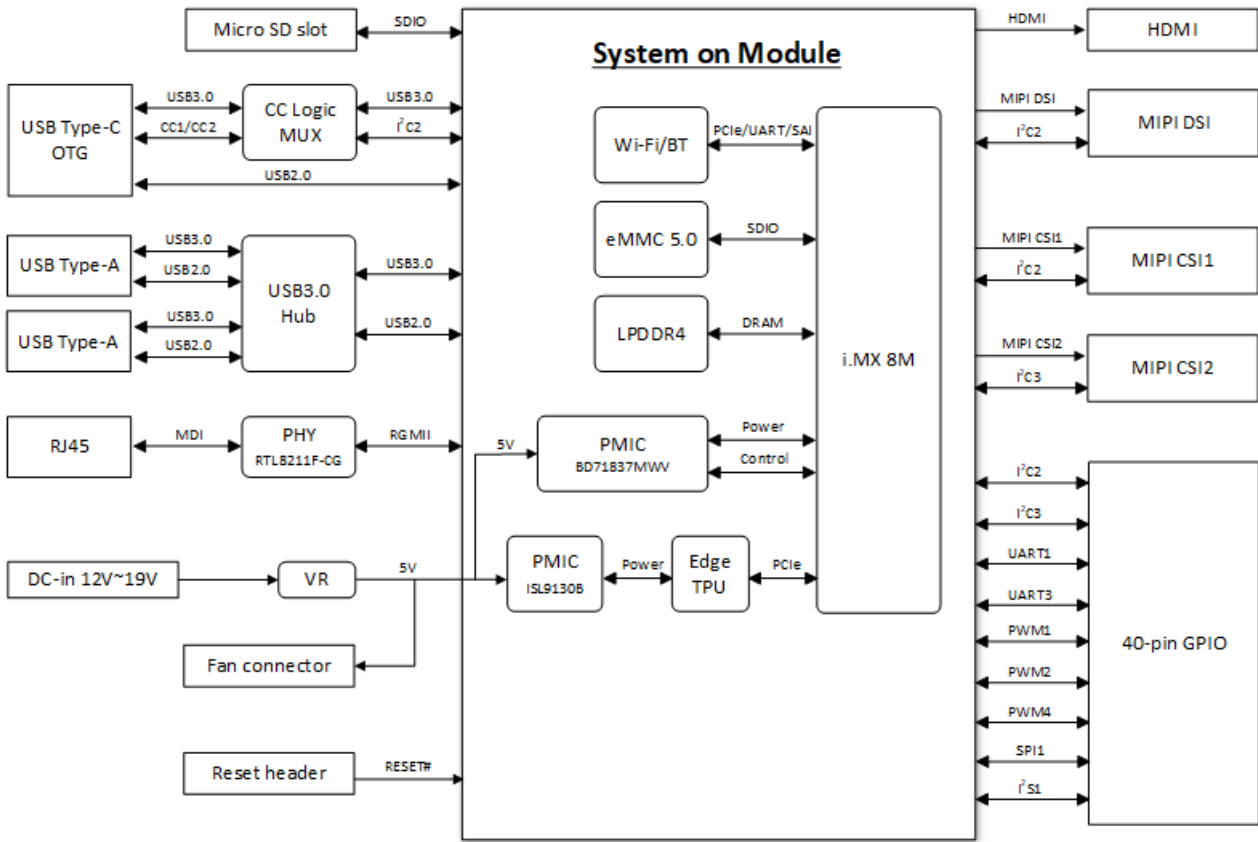 Micro SD slot
SDIO
USB Type-C
OTG
USB3.0
CC1/CC2
CC Logic
MUX
USB3.0
I²C2
USB2.0
USB Type-A
USB3.0
USB2.0
USB Type-A
USB3.0
USB2.0
USB3.0
Hub
USB3.0
USB2.0
RJ45
MDI
PHY
RTL8211F-CG
RGMII
DC-in 12V~19V
VR
5V
Fan connector
Reset header
RESET#
System on Module
Wi-Fi/BT
PCIe/UART/SAI
eMMC 5.0
SDIO
LPDDR4
DRAM
i.MX 8M
5V
PMIC
BD71837MWV
Power
Control
PMIC
ISL9130B
Power
Edge
TPU
PCIe
HDMI
HDMI
MIPI DSI
I²C2
MIPI DSI
MIPI CSI1
I²C2
MIPI CSI1
MIPI CSI2
I²C3
MIPI CSI2
I²C2
I²C3
UART1
UART3
PWM1
PWM2
PWM4
SPI1
I²S1
40-pin GPIO